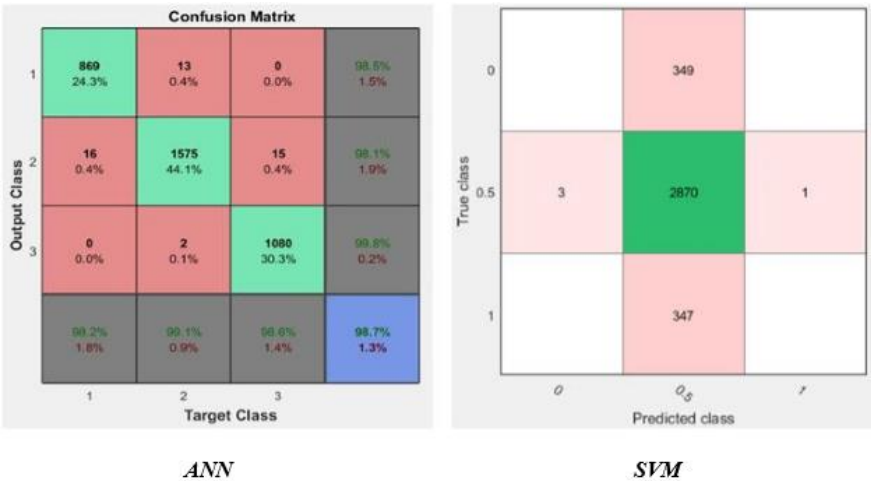 Confusion Matrix
869 13 0 98.5%
24.3% 0.4% 0.0% 1.5%
1
16 1575 15 98.1%
0.4% 44.1% 0.4% 1.9%
2
0 2 1080 99.8%
0.0% 0.1% 30.3% 0.2%
3
98.2% 99.1% 98.6% 98.7%
1.8% 0.9% 1.4% 1.3%
1 2 3
Target Class
Output Class
ANN
0 349
0.5 3 2870 1
1 347
0 0.5 1
Predicted class
True class
SVM